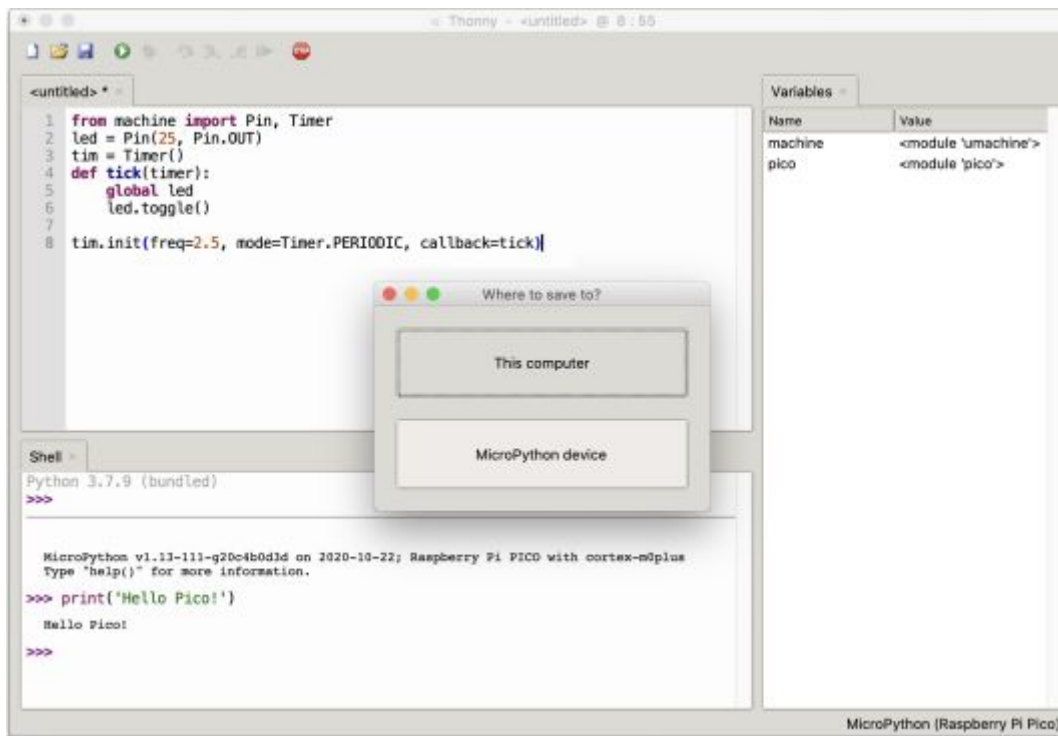 Thonny - <untitled> @ 8:55
<untitled> *
1 from machine import Pin, Timer
2 led = Pin(25, Pin.OUT)
3 tim = Timer()
4 def tick(timer):
5     global led
6     led.toggle()
7
8 tim.init(freq=2.5, mode=Timer.PERIODIC, callback=tick)
Variables
Name Value
machine <module 'umachine'>
pico <module 'pico'>
Where to save to?
This computer
MicroPython device
Shell
Python 3.7.9 (bundled)
>>>
MicroPython v1.13-111-g20c4b0d3d on 2020-10-22; Raspberry Pi PICO with cortex-m0plus
Type "help()" for more information.
>>> print('Hello Pico!')
Hello Pico!
>>>
MicroPython (Raspberry Pi Pico)